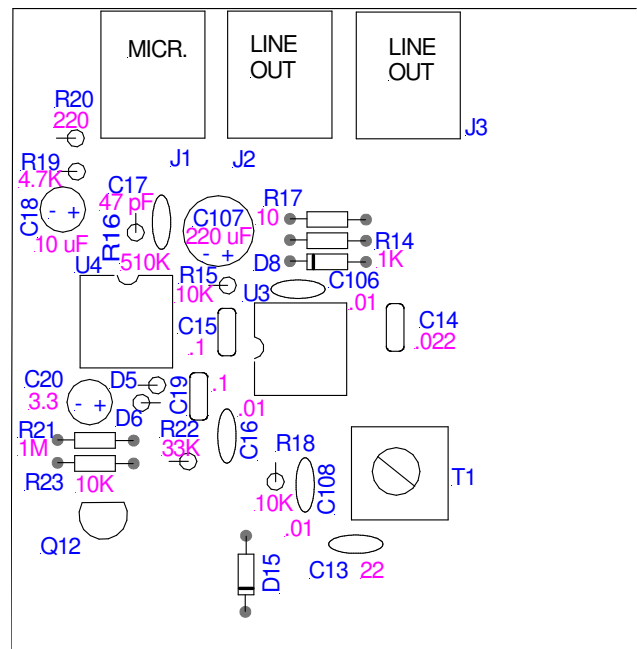 MICR.
LINE
OUT
LINE
OUT
R20
220
J3
J1
J2
R19
4.7K
C17
47 pF
C18
- +
10 uF
R16
510K
C107
220 uF
- +
R17
10
R14
1K
D8
U4
R15
10K
U3
C106
.01
C15
.1
C14
.022
C20
3.3
- +
D5
D6
C19
.1
.01
C16
R21
1M
R22
33K
R23
10K
R18
10K
C108
.01
T1
Q12
D15
C13
22